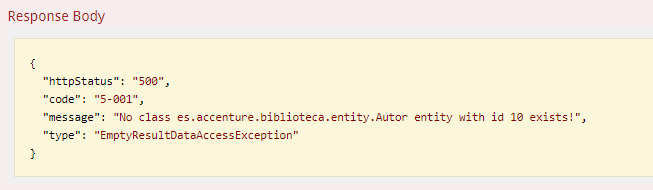 Response Body
{
"httpStatus": "500",
"code": "5-001",
"message": "No class es.accenture.biblioteca.entity.Autor entity with id 10 exists!",
"type": "EmptyResultDataAccessException"
}